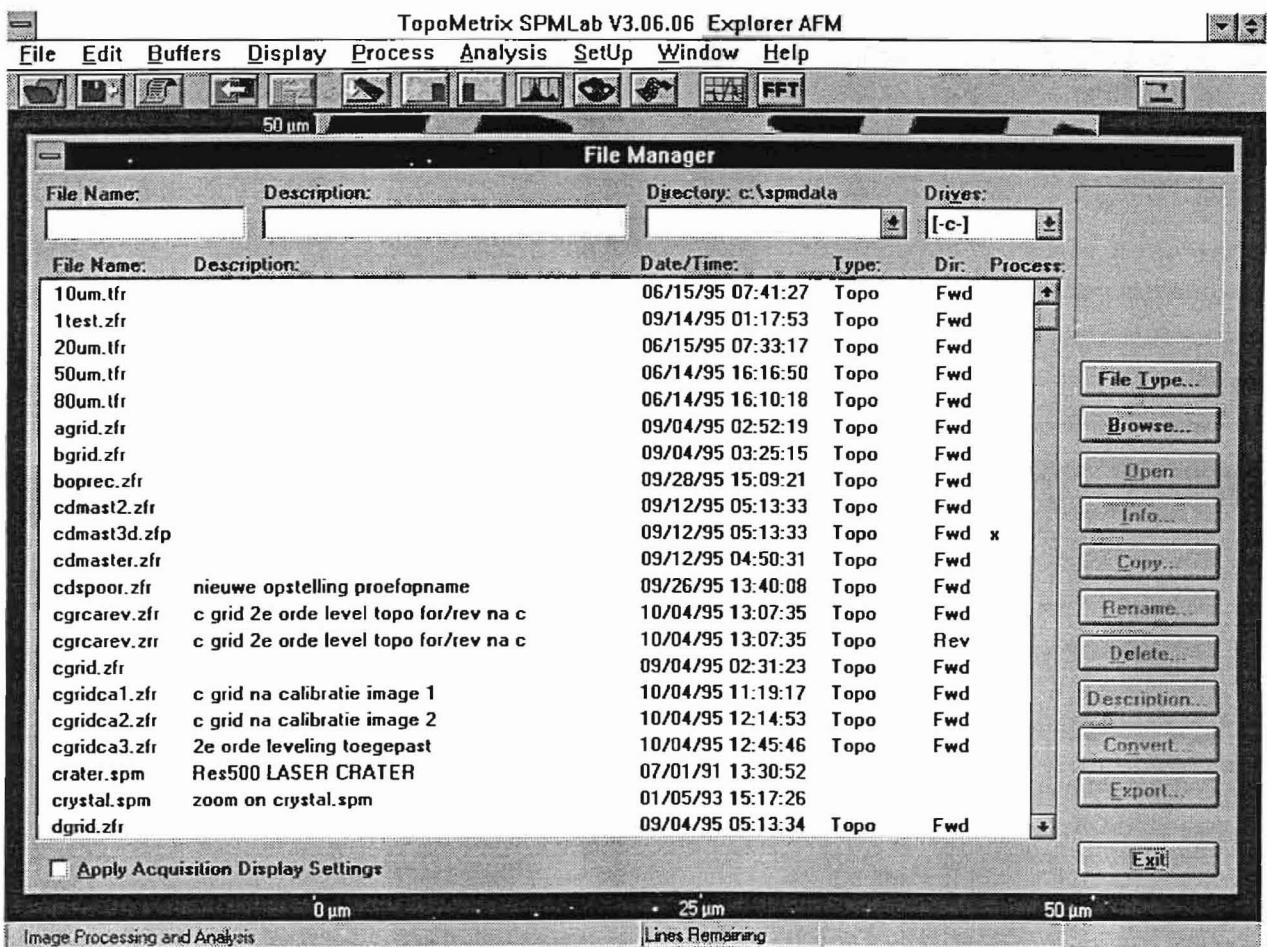 TopoMetrix SPMLab V3.06.06 Explorer AFM
File Edit Buffers Display Process Analysis SetUp Window Help
FFT
50 µm
File Manager
File Name: Description: Directory: c:\spmdata Drives:
[-c-]
File Name: Description: Date/Time: Type: Dir: Process:
10um.tfr 06/15/95 07:41:27 Topo Fwd
1test.zfr 09/14/95 01:17:53 Topo Fwd
20um.tfr 06/15/95 07:33:17 Topo Fwd
50um.tfr 06/14/95 16:16:50 Topo Fwd
80um.tfr 06/14/95 16:10:18 Topo Fwd
agrid.zfr 09/04/95 02:52:19 Topo Fwd
bgrid.zfr 09/04/95 03:25:15 Topo Fwd
boprec.zfr 09/28/95 15:09:21 Topo Fwd
cdmast2.zfr 09/12/95 05:13:33 Topo Fwd
cdmast3d.zfp 09/12/95 05:13:33 Topo Fwd x
cdmaster.zfr 09/12/95 04:50:31 Topo Fwd
cdspoor.zfr nieuwe opstelling proefopname 09/26/95 13:40:08 Topo Fwd
cgrcarev.zfr c grid 2e orde level topo for/rev na c 10/04/95 13:07:35 Topo Fwd
cgrcarev.zrr c grid 2e orde level topo for/rev na c 10/04/95 13:07:35 Topo Rev
cgrid.zfr 09/04/95 02:31:23 Topo Fwd
cgridca1.zfr c grid na calibratie image 1 10/04/95 11:19:17 Topo Fwd
cgridca2.zfr c grid na calibratie image 2 10/04/95 12:14:53 Topo Fwd
cgridca3.zfr 2e orde leveling toegepast 10/04/95 12:45:46 Topo Fwd
crater.spm Res500 LASER CRATER 07/01/91 13:30:52
crystal.spm zoom on crystal.spm 01/05/93 15:17:26
dgrid.zfr 09/04/95 05:13:34 Topo Fwd
File Type...
Browse...
Open
Info...
Copy...
Rename...
Delete...
Description...
Convert...
Export...
Exit
Apply Acquisition Display Settings
0 µm 25 µm 50 µm
Image Processing and Analysis Lines Remaining